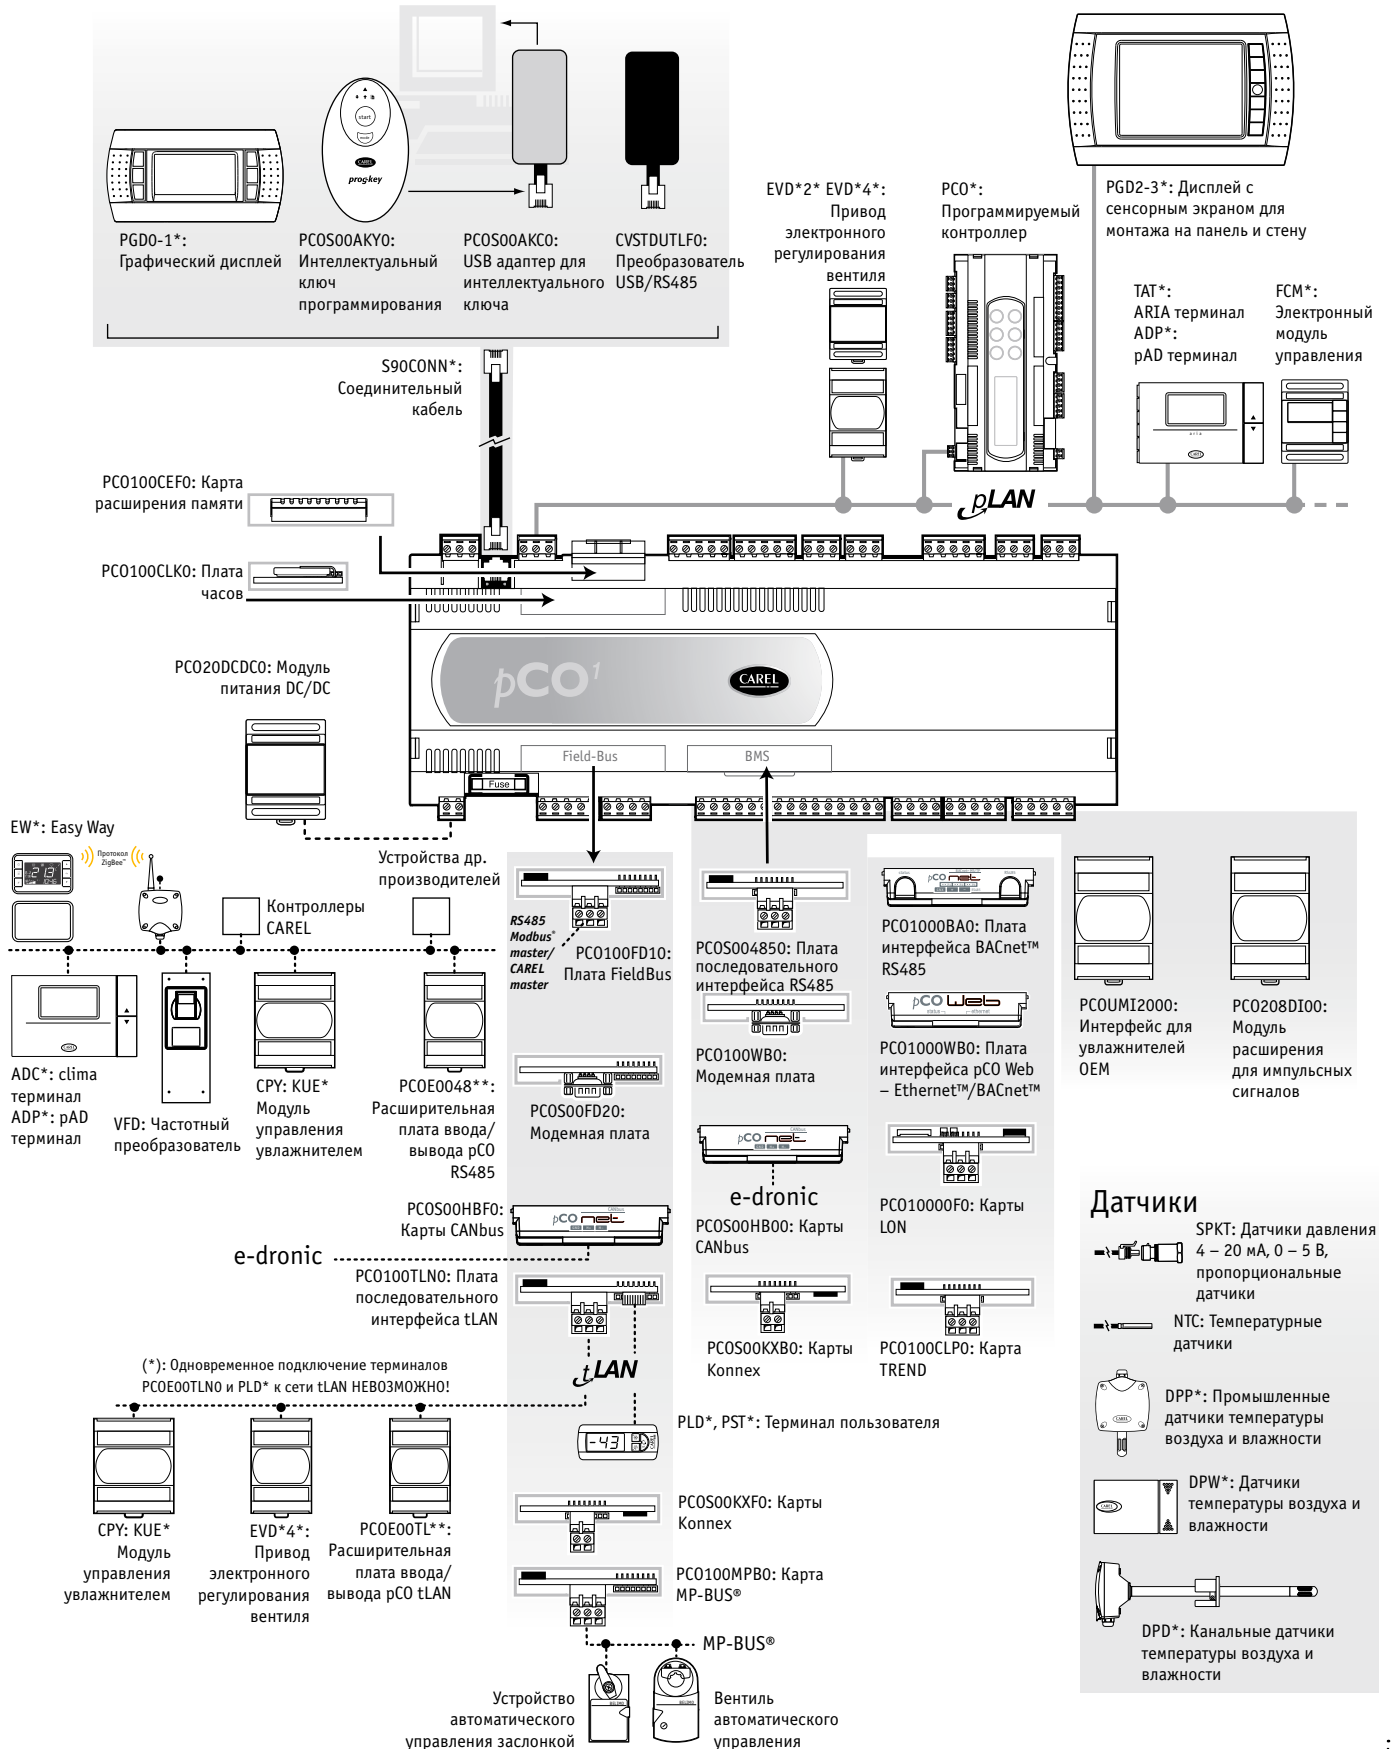 start
mode
CAREL
prog-key
PGD0-1*:
Графический дисплей
PCOS00AKY0:
Интеллектуальный
ключ
программирования
PCOS00AKC0:
USB адаптер для
интеллектуального
ключа
CVSTDUTLF0:
Преобразователь
USB/RS485
EVD*2* EVD*4*:
Привод
электронного
регулирования
вентиля
PCO*:
Программируемый
контроллер
PGD2-3*: Дисплей с
сенсорным экраном для
монтажа на панель и стену
TAT*:
ARIA терминал
ADP*:
pAD терминал
FCM*:
Электронный
модуль
управления
S90CONN*:
Соединительный
кабель
PCO100CEF0: Карта
расширения памяти
pLAN
PCO100CLK0: Плата
часов
PCO20DCDC0: Модуль
питания DC/DC
pCO1
CAREL
Field-Bus
BMS
Fuse
EW*: Easy Way
Протокол
ZigBee™
Устройства др.
производителей
Контроллеры
CAREL
RS485
Modbus®
master/
CAREL
master
PCO100FD10:
Плата FieldBus
PCOS004850: Плата
последовательного
интерфейса RS485
pCO net
PCO1000BA0: Плата
интерфейса BACnet™
RS485
PCOUMI2000:
Интерфейс для
увлажнителей
OEM
PCO208DI00:
Модуль
расширения
для импульсных
сигналов
ADC*: clima
терминал
ADP*: pAD
терминал
VFD: Частотный
преобразователь
CPY: KUE*
Модуль
управления
увлажнителем
PCOE0048**:
Расширительная
плата ввода/
вывода pCO
RS485
PCOS00FD20:
Модемная плата
PCO100WB0:
Модемная плата
pCO Web
status
ethernet
PCO1000WB0: Плата
интерфейса pCO Web
– Ethernet™/BACnet™
pCO net
e-dronic
PCOS00HB00: Карты
CANbus
PCO10000F0: Карты
LON
PCOS00HBF0:
Карты CANbus
pCO net
e-dronic
PCO100TLN0: Плата
последовательного
интерфейса tLAN
PCOS00KXB0: Карты
Konnex
PCO100CLP0: Карта
TREND
(*): Одновременное подключение терминалов
PCOE00TLN0 и PLD* к сети tLAN НЕВОЗМОЖНО!
tLAN
PLD*, PST*: Терминал пользователя
-43
CPY: KUE*
Модуль
управления
увлажнителем
EVD*4*:
Привод
электронного
регулирования
вентиля
PCOE00TL**:
Расширительная
плата ввода/
вывода pCO tLAN
PCOS00KXF0: Карты
Konnex
PCO100MPB0: Карта
MP-BUS®
MP-BUS®
Устройство
автоматического
управления заслонкой
Вентиль
автоматического
управления
Датчики
SPKT: Датчики давления
4 – 20 мА, 0 – 5 В,
пропорциональные
датчики
NTC: Температурные
датчики
DPP*: Промышленные
датчики температуры
воздуха и влажности
DPW*: Датчики
температуры воздуха и
влажности
DPD*: Канальные датчики
температуры воздуха и
влажности